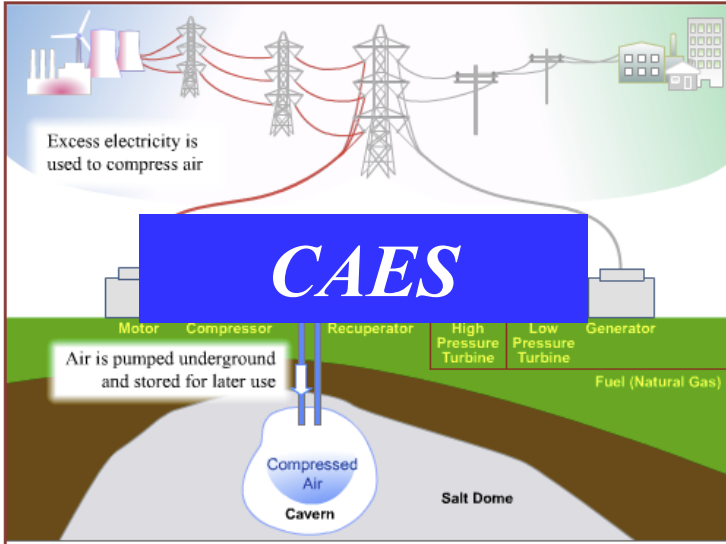 Excess electricity is
used to compress air
CAES
Motor
Compressor
Recuperator
High
Pressure
Turbine
Low
Pressure
Turbine
Generator
Air is pumped underground
and stored for later use
Fuel (Natural Gas)
Compressed
Air
Cavern
Salt Dome